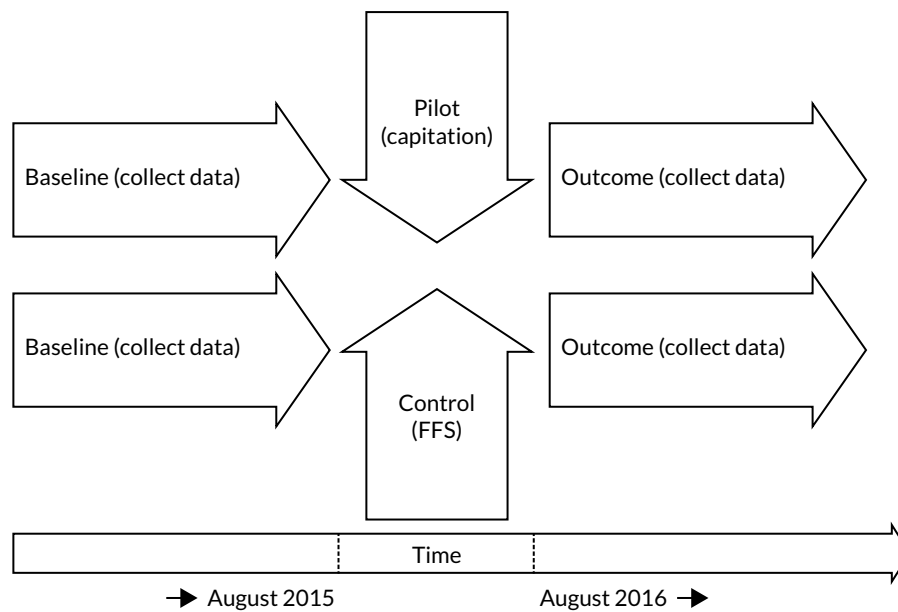 Pilot
(capitation)
Baseline (collect data)
Outcome (collect data)
Baseline (collect data)
Outcome (collect data)
Control
(FFS)
Time
August 2015
August 2016